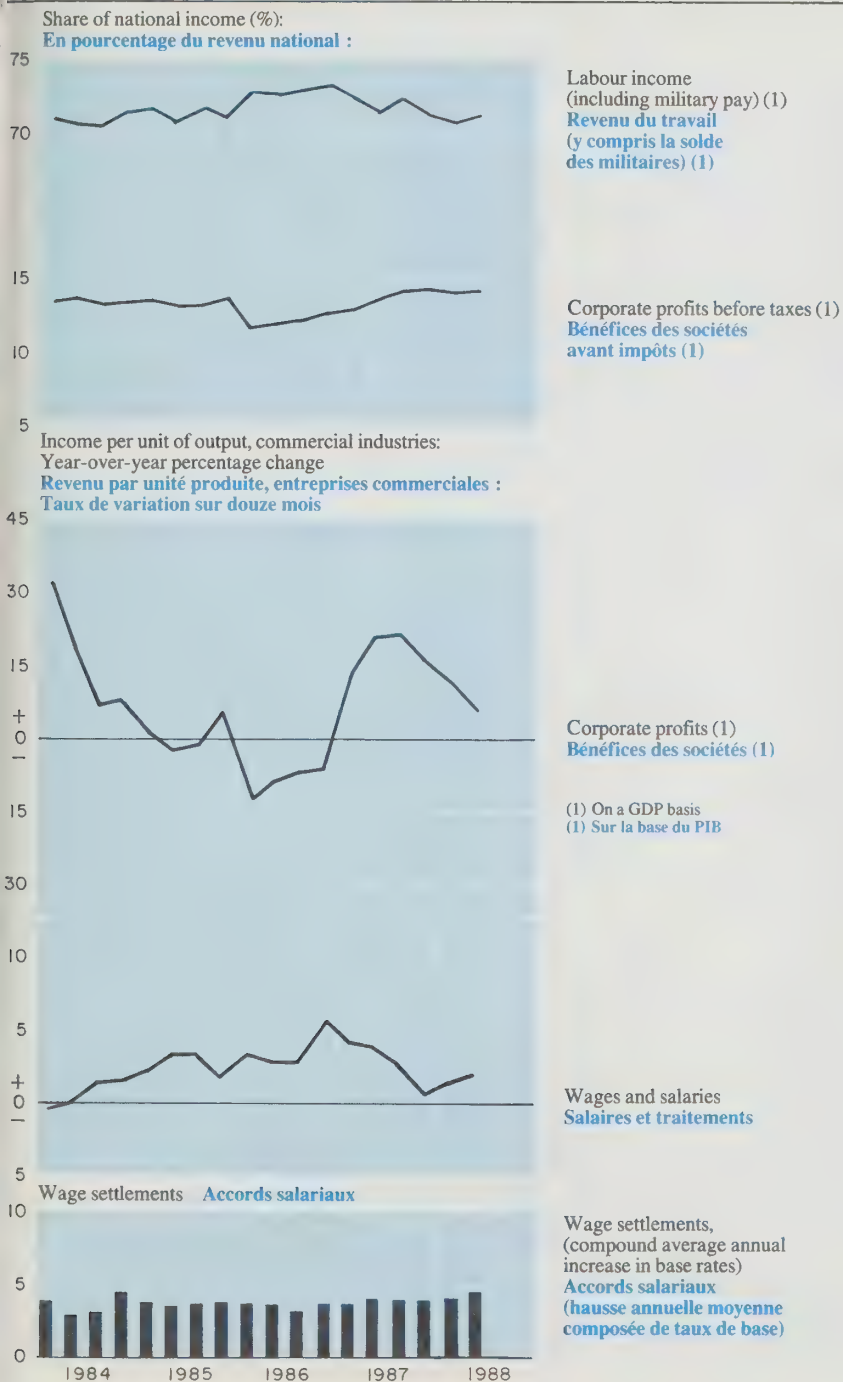 Share of national income (%):
En pourcentage du revenu national :
75
70
15
10
5
Labour income
(including military pay) (1)
Revenu du travail
(y compris la solde
des militaires) (1)
Corporate profits before taxes (1)
Bénéfices des sociétés
avant impôts (1)
Income per unit of output, commercial industries:
Year-over-year percentage change
Revenu par unité produite, entreprises commerciales :
Taux de variation sur douze mois
45
30
15
+
0
–
15
30
Corporate profits (1)
Bénéfices des sociétés (1)
(1) On a GDP basis
(1) Sur la base du PIB
10
5
+
0
–
5
Wages and salaries
Salaires et traitements
Wage settlements Accords salariaux
10
5
0
Wage settlements,
(compound average annual
increase in base rates)
Accords salariaux
(hausse annuelle moyenne
composée de taux de base)
1984 1985 1986 1987 1988